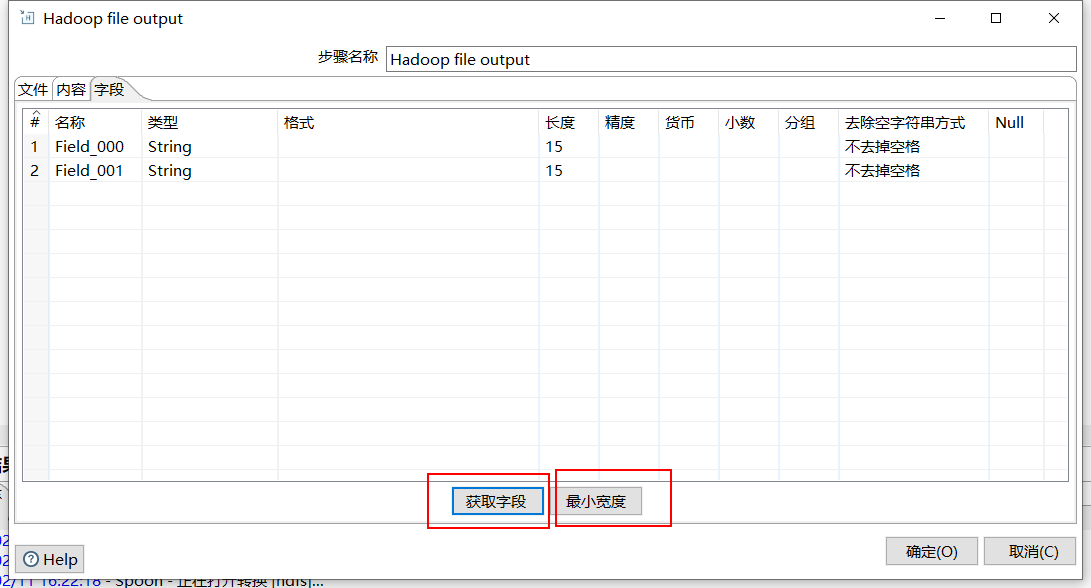 Hadoop file output
步骤名称 Hadoop file output
文件 内容 字段
# 名称 类型 格式 长度 精度 货币 小数 分组 去除空字符串方式 Null
1 Field_000 String 15 不去掉空格
2 Field_001 String 15 不去掉空格
获取字段 最小宽度
确定(O) 取消(C)
Help
16:22:18 - Spoon - 正在打开转换 [hdfs]...